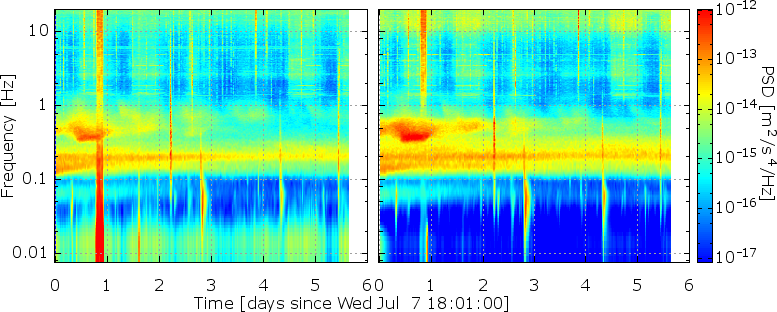 10
1
0.1
0.01
Frequency [Hz]
0 1 2 3 4 5 6
0 1 2 3 4 5 6
Time [days since Wed Jul 7 18:01:00]
10^-12
10^-13
10^-14
10^-15
10^-16
10^-17
PSD [m^2/s^4/Hz]